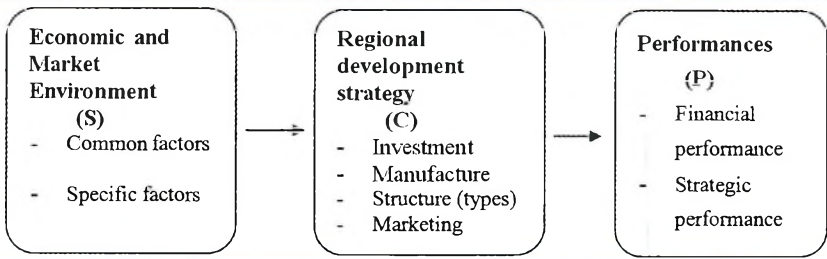 Economic and
Market
Environment
(S)
- Common factors
- Specific factors
Regional
development
strategy
(C)
- Investment
- Manufacture
- Structure (types)
- Marketing
Performances
(P)
- Financial
performance
- Strategic
performance